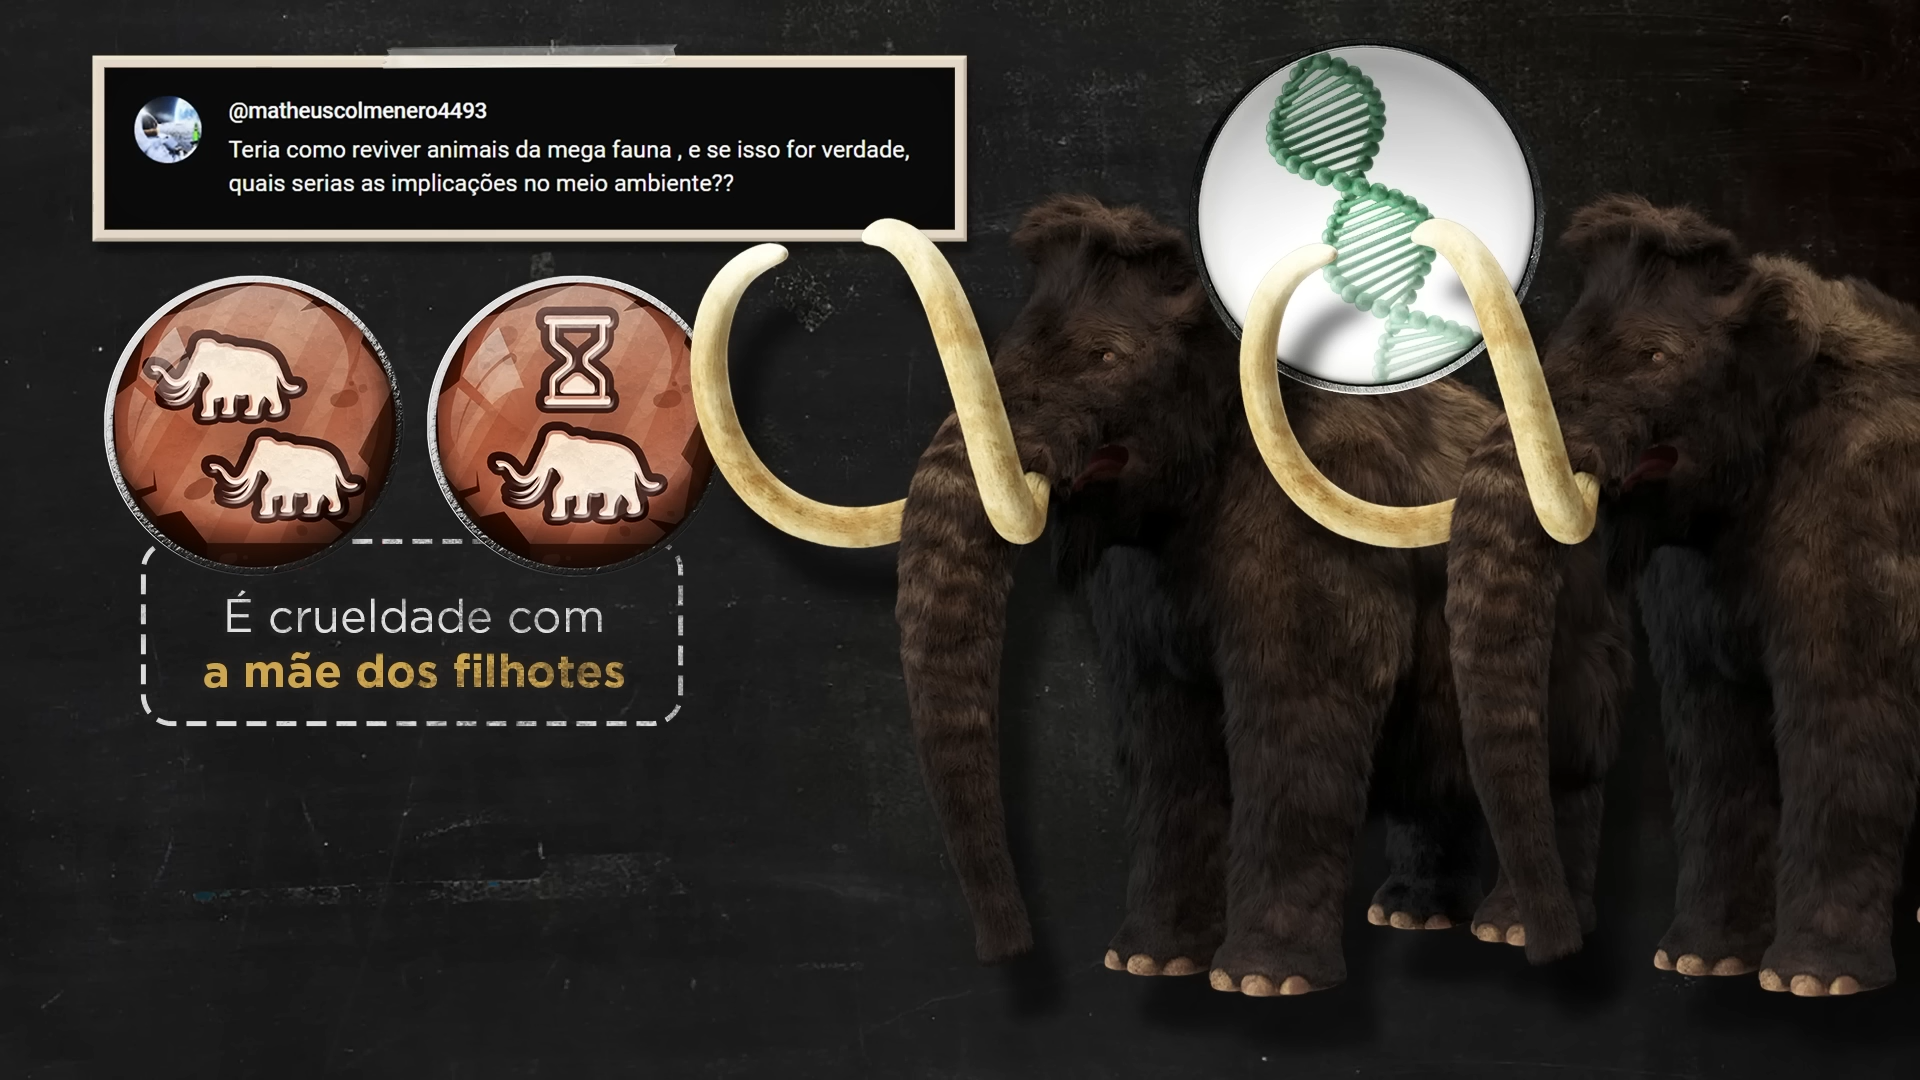 @matheuscolmenero4493
Teria como reviver animais da mega fauna , e se isso for verdade,
quais serias as implicações no meio ambiente??
É crueldade com
a mãe dos filhotes